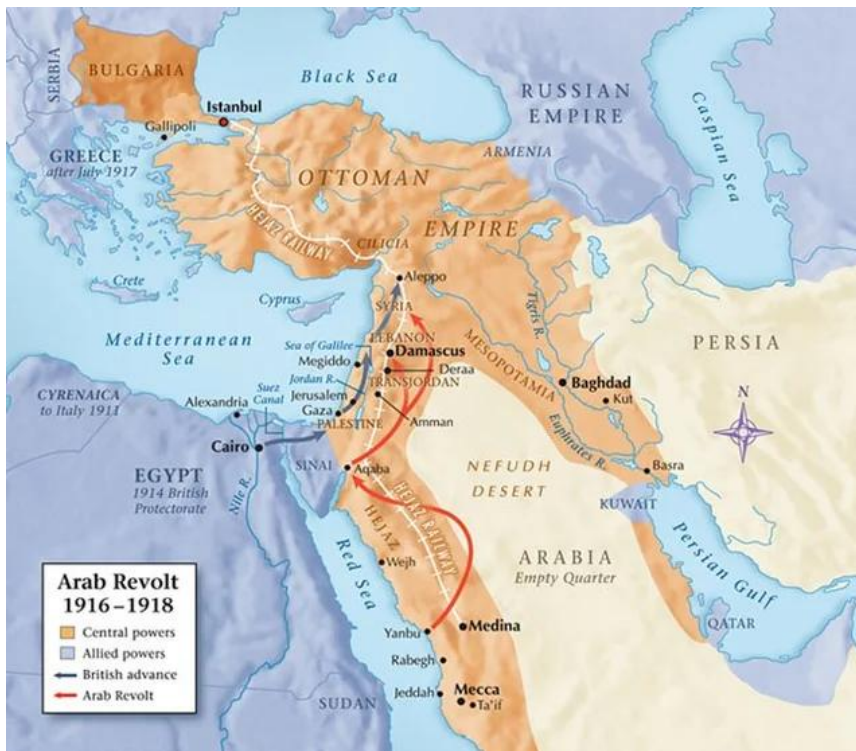 BULGARIA
SERBIA
Black Sea
RUSSIAN
EMPIRE
Caspian Sea
Istanbul
Gallipoli
GREECE
after July 1917
ARMENIA
OTTOMAN
EMPIRE
HEJAZ RAILWAY
CILICIA
Aleppo
Crete
Cyprus
SYRIA
Tigris R.
PERSIA
Mediterranean
Sea
Sea of Galilee
LEBANON
Megiddo
Damascus
MESOPOTAMIA
Deraa
Jordan R.
TRANSJORDAN
Baghdad
Kut
CYRENAICA
to Italy 1911
Alexandria
Suez
Canal
Jerusalem
Gaza
PALESTINE
Amman
Euphrates R.
Cairo
SINAI
Aqaba
Basra
EGYPT
1914 British
Protectorate
Nile R.
NEFUDH
DESERT
KUWAIT
HEJAZ
HEJAZ RAILWAY
Red Sea
Wejh
ARABIA
Empty Quarter
Persian Gulf
QATAR
Yanbu
Medina
Rabegh
Jeddah
Mecca
Ta'if
SUDAN
Arab Revolt
1916–1918
Central powers
Allied powers
British advance
Arab Revolt